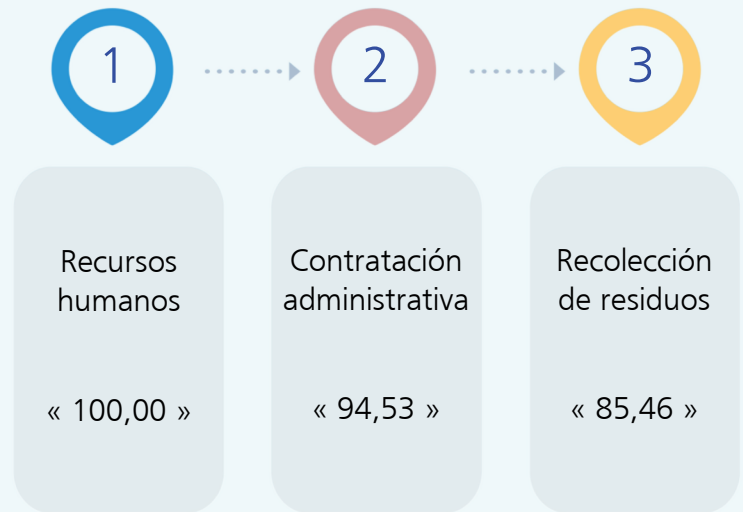 1
2
3
Recursos
humanos
« 100,00 »
Contratación
administrativa
« 94,53 »
Recolección
de residuos
« 85,46 »